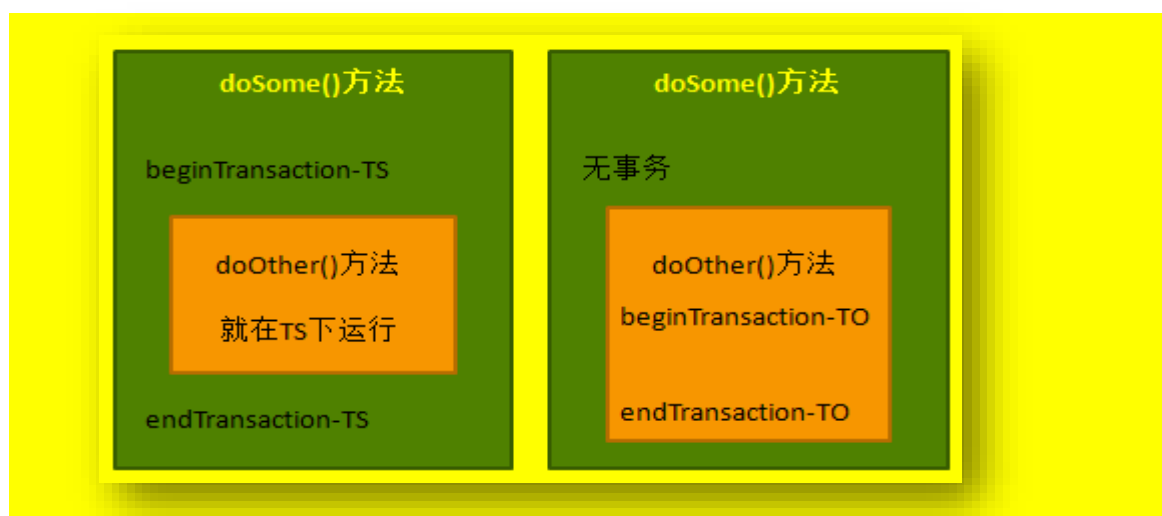 doSome()方法
beginTransaction-TS
doOther()方法
就在TS下运行
endTransaction-TS
doSome()方法
无事务
doOther()方法
beginTransaction-TO
endTransaction-TO